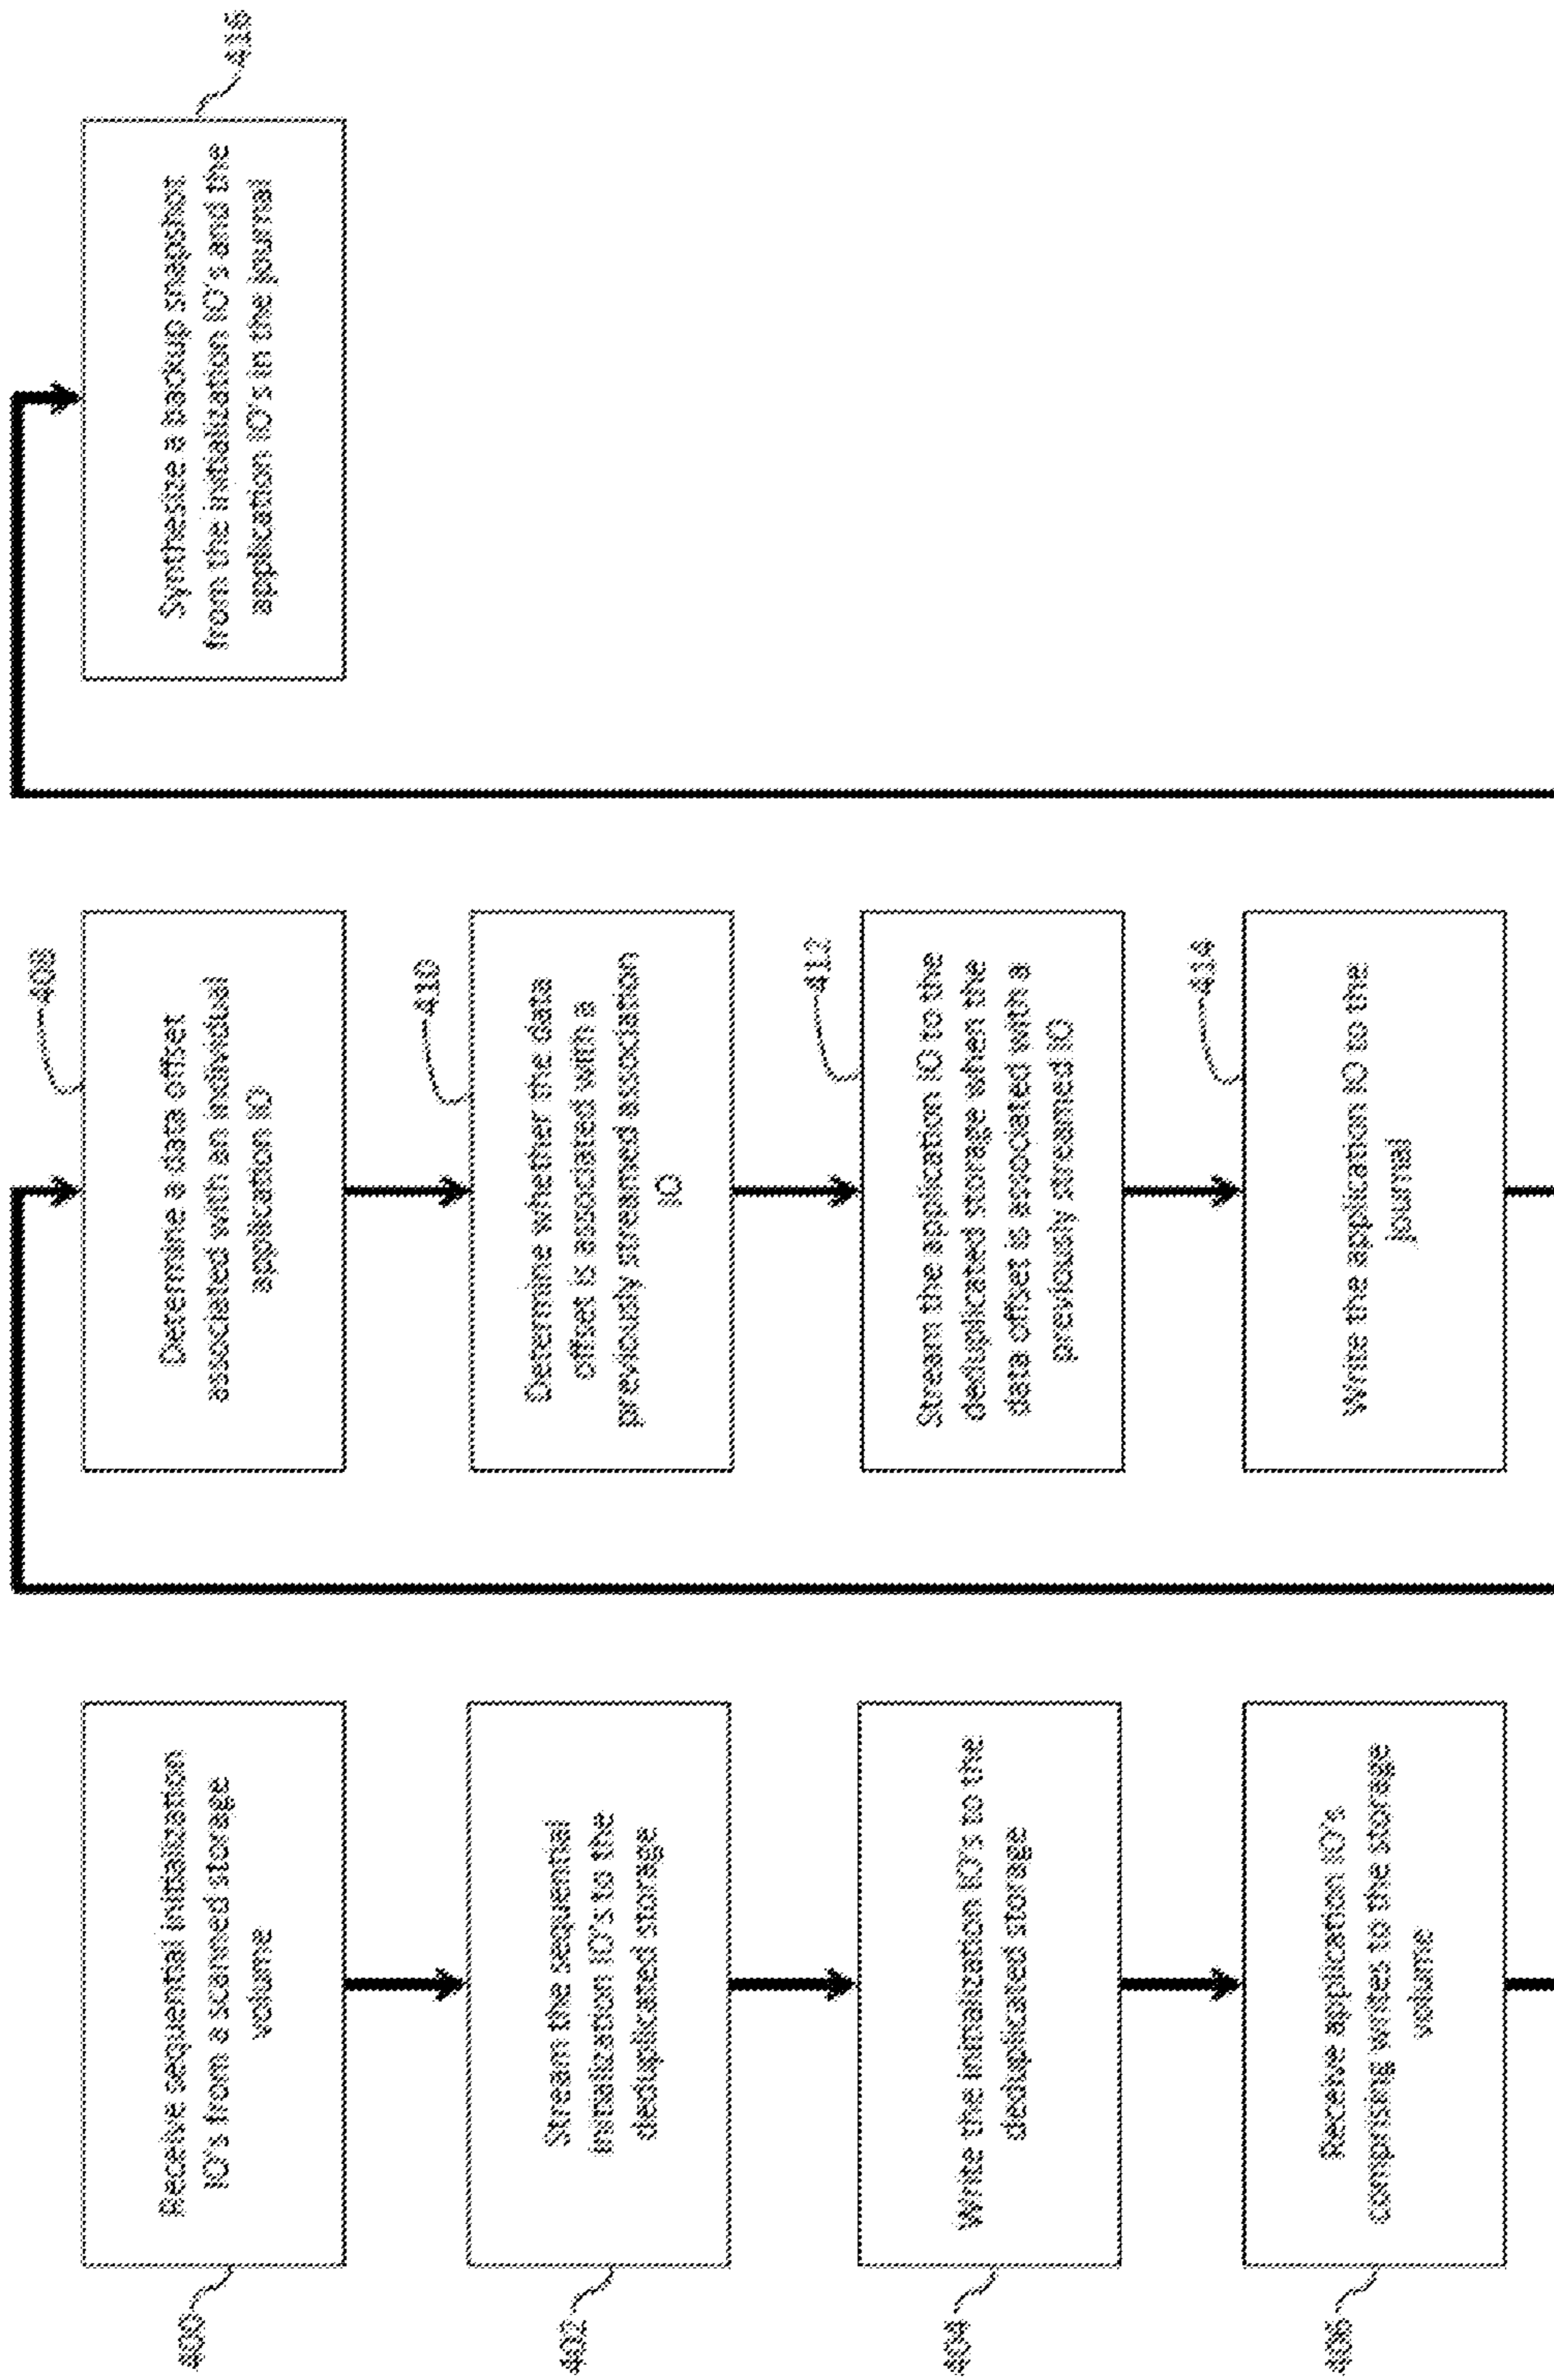 400
Receive sequential initialization
IO's from a scanned storage
volume
402
Stream the sequential
initialization IO's to the
deduplicated storage
404
Write the initialization IO's to the
deduplicated storage
406
Receive application IO's
comprising writes to the storage
volume
408
Determine a data offset
associated with an individual
application IO
410
Determine whether the data
offset is associated with a
previously streamed association
IO
412
Stream the application IO to the
deduplicated storage when the
data offset is associated with a
previously streamed IO
414
Write the application IO to the
journal
416
Synthesize a backup snapshot
from the initialization IO's and the
application IO's in the journal